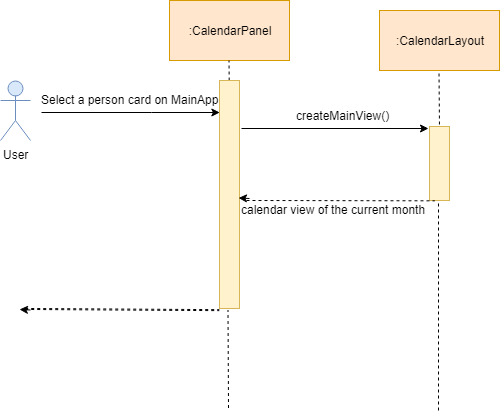 :CalendarPanel
:CalendarLayout
Select a person card on MainApp
createMainView()
User
calendar view of the current month